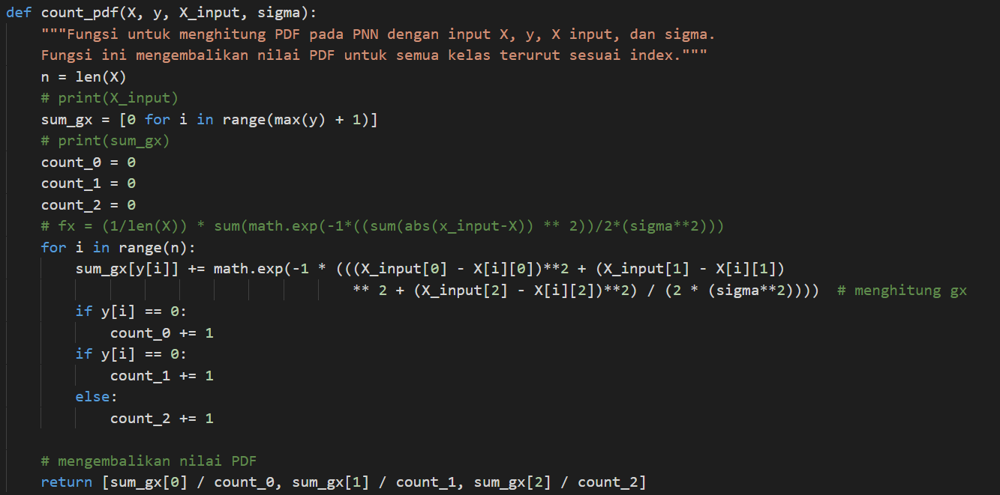 def count_pdf(X, y, X_input, sigma):
    """Fungsi untuk menghitung PDF pada PNN dengan input X, y, X input, dan sigma.
    Fungsi ini mengembalikan nilai PDF untuk semua kelas terurut sesuai index."""
    n = len(X)
    # print(X_input)
    sum_gx = [0 for i in range(max(y) + 1)]
    # print(sum_gx)
    count_0 = 0
    count_1 = 0
    count_2 = 0
    # fx = (1/len(X)) * sum(math.exp(-1*((sum(abs(x_input-X)) ** 2))/2*(sigma**2)))
    for i in range(n):
        sum_gx[y[i]] += math.exp(-1 * (((X_input[0] - X[i][0])**2 + (X_input[1] - X[i][1])
                                        ** 2 + (X_input[2] - X[i][2])**2) / (2 * (sigma**2))))  # menghitung gx
        if y[i] == 0:
            count_0 += 1
        if y[i] == 0:
            count_1 += 1
        else:
            count_2 += 1
    # mengembalikan nilai PDF
    return [sum_gx[0] / count_0, sum_gx[1] / count_1, sum_gx[2] / count_2]